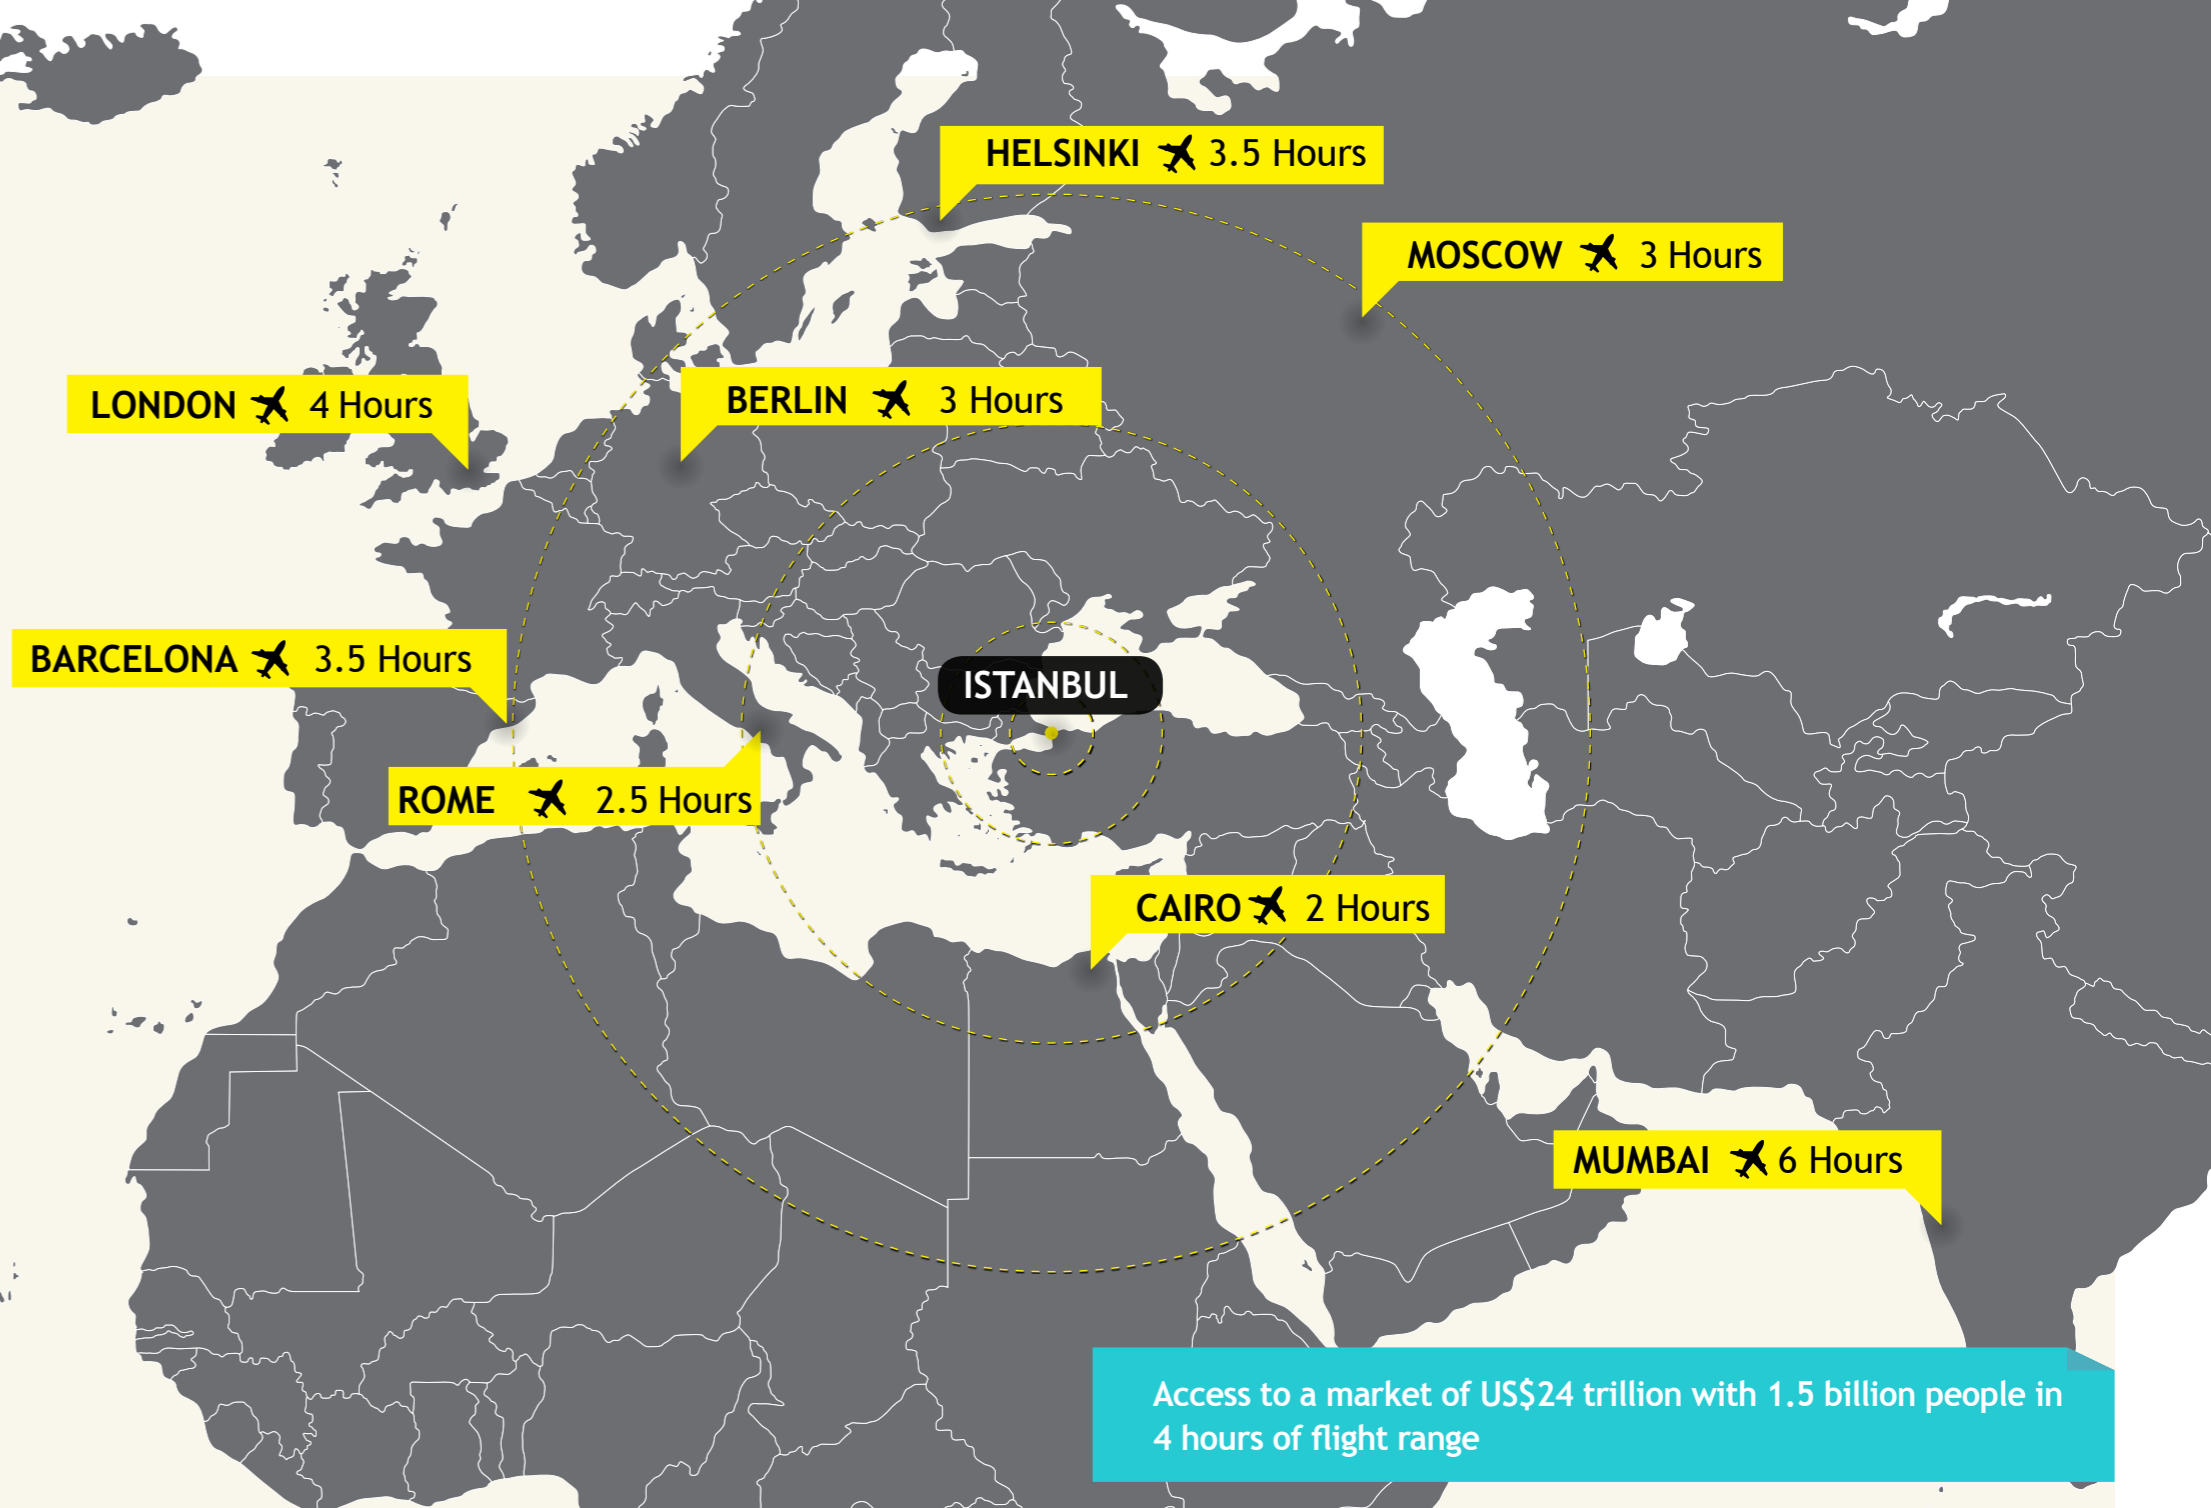 HELSINKI 3.5 Hours
MOSCOW 3 Hours
LONDON 4 Hours
BERLIN 3 Hours
BARCELONA 3.5 Hours
ISTANBUL
ROME 2.5 Hours
CAIRO 2 Hours
MUMBAI 6 Hours
Access to a market of US$24 trillion with 1.5 billion people in
4 hours of flight range